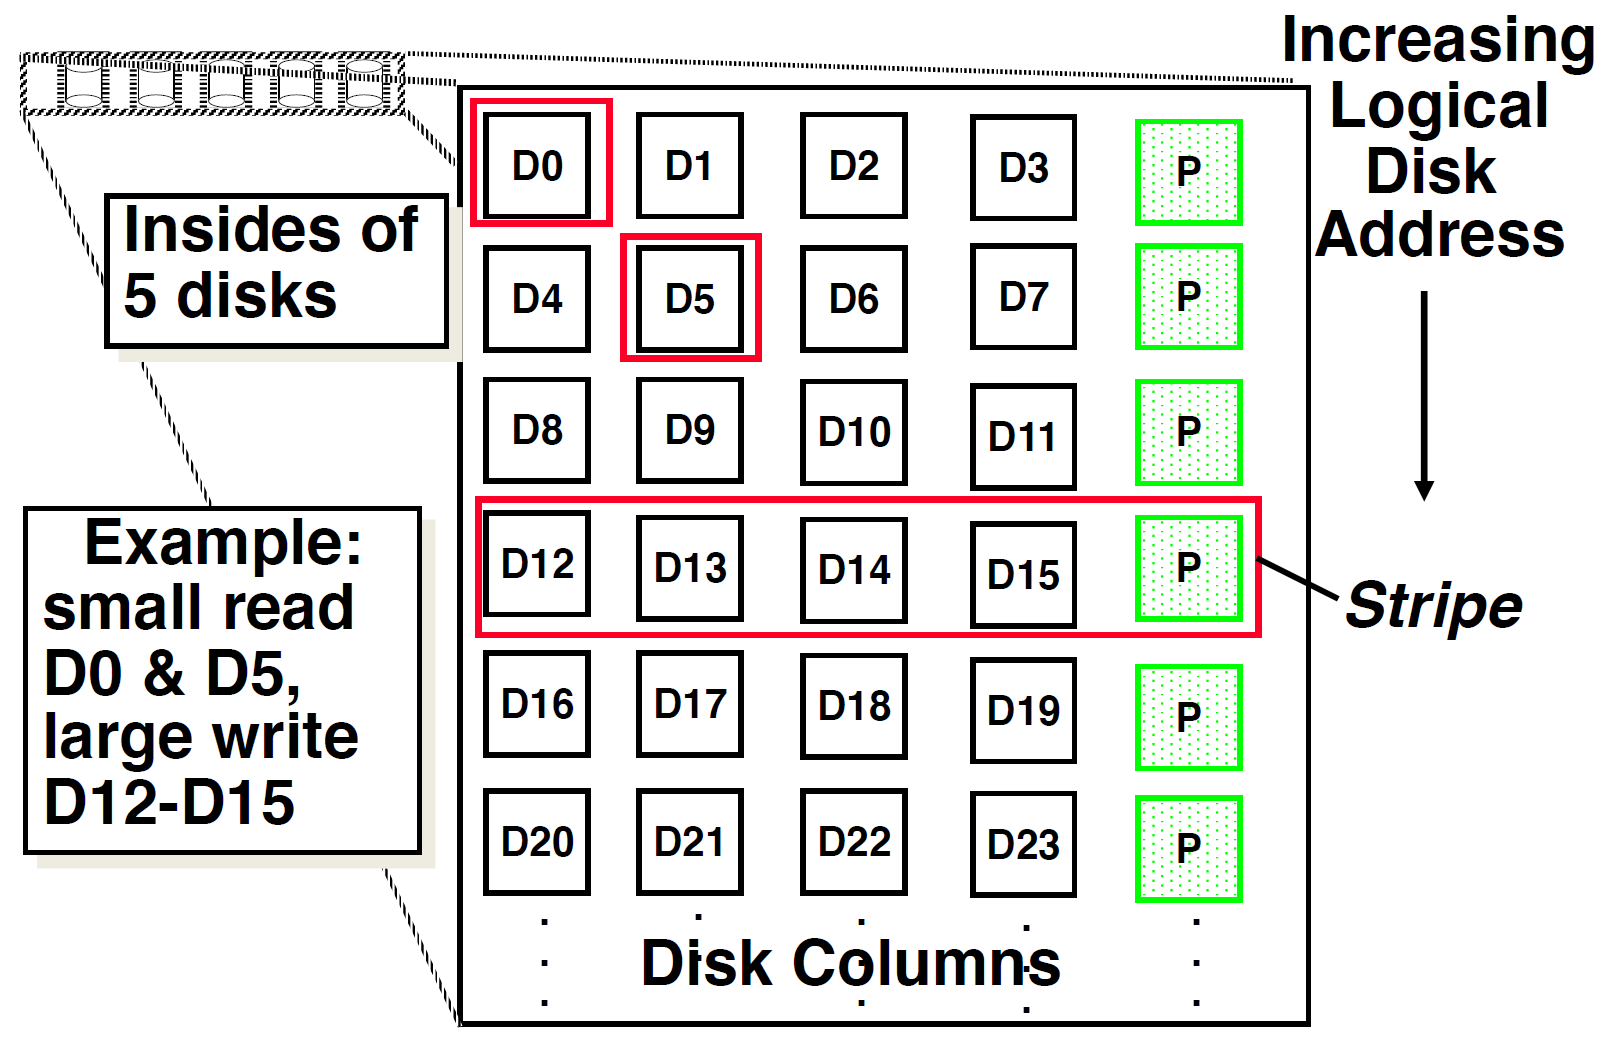 Increasing
Logical
Disk
Address
Insides of
5 disks
D0 D1 D2 D3 P
D4 D5 D6 D7 P
D8 D9 D10 D11 P
D12 D13 D14 D15 P
Stripe
D16 D17 D18 D19 P
D20 D21 D22 D23 P
Example:
small read
D0 & D5,
large write
D12-D15
Disk Columns